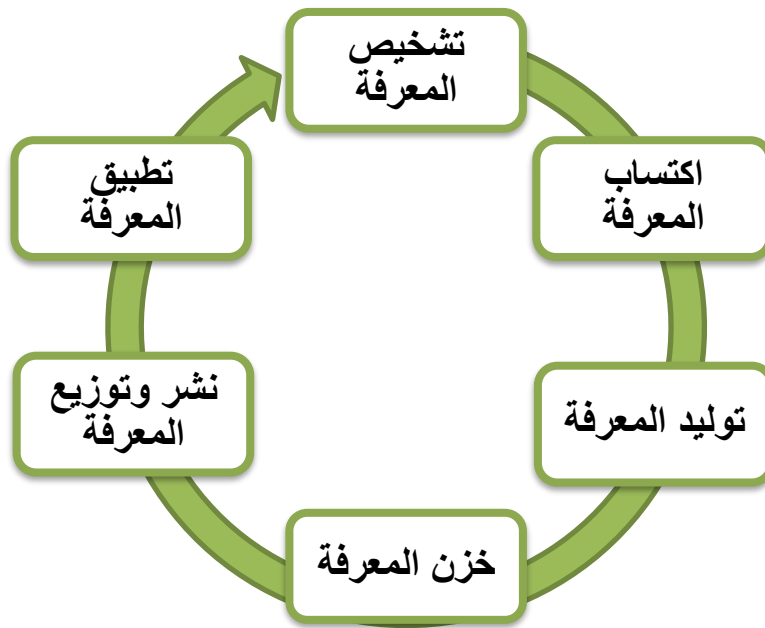 تشخيص
المعرفة
اكتساب
المعرفة
توليد المعرفة
خزن المعرفة
نشر وتوزيع
المعرفة
تطبيق
المعرفة